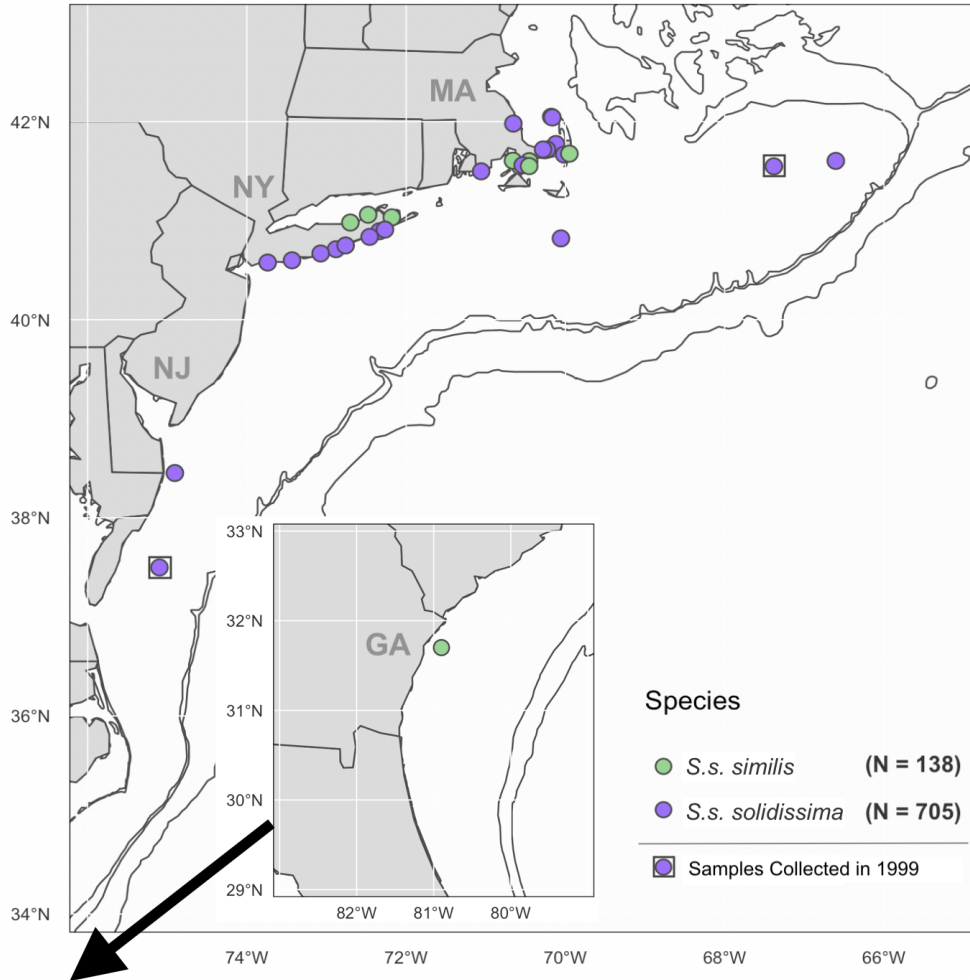 MA
42°N
NY
40°N
NJ
38°N
33°N
32°N
GA
31°N
30°N
29°N
82°W 81°W 80°W
36°N
34°N
Species
S.s. similis (N = 138)
S.s. solidissima (N = 705)
Samples Collected in 1999
74°W 72°W 70°W 68°W 66°W